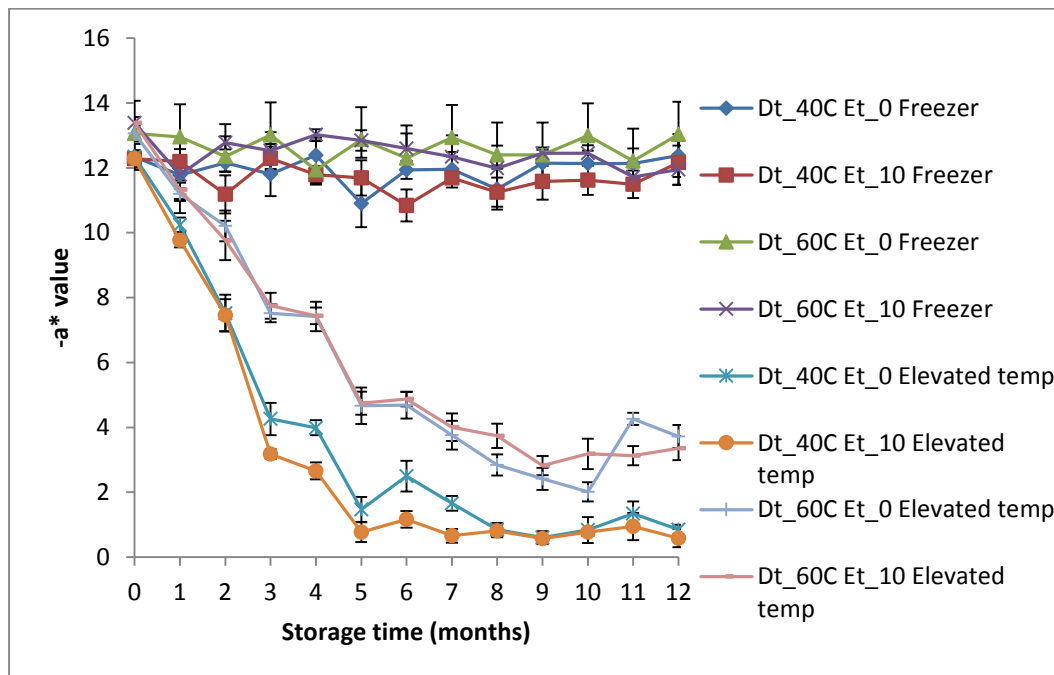 16
14
12
10
8
6
4
2
0
-a* value
0 1 2 3 4 5 6 7 8 9 10 11 12
Storage time (months)
Dt_40C Et_0 Freezer
Dt_40C Et_10 Freezer
Dt_60C Et_0 Freezer
Dt_60C Et_10 Freezer
Dt_40C Et_0 Elevated temp
Dt_40C Et_10 Elevated
temp
Dt_60C Et_0 Elevated temp
Dt_60C Et_10 Elevated
temp